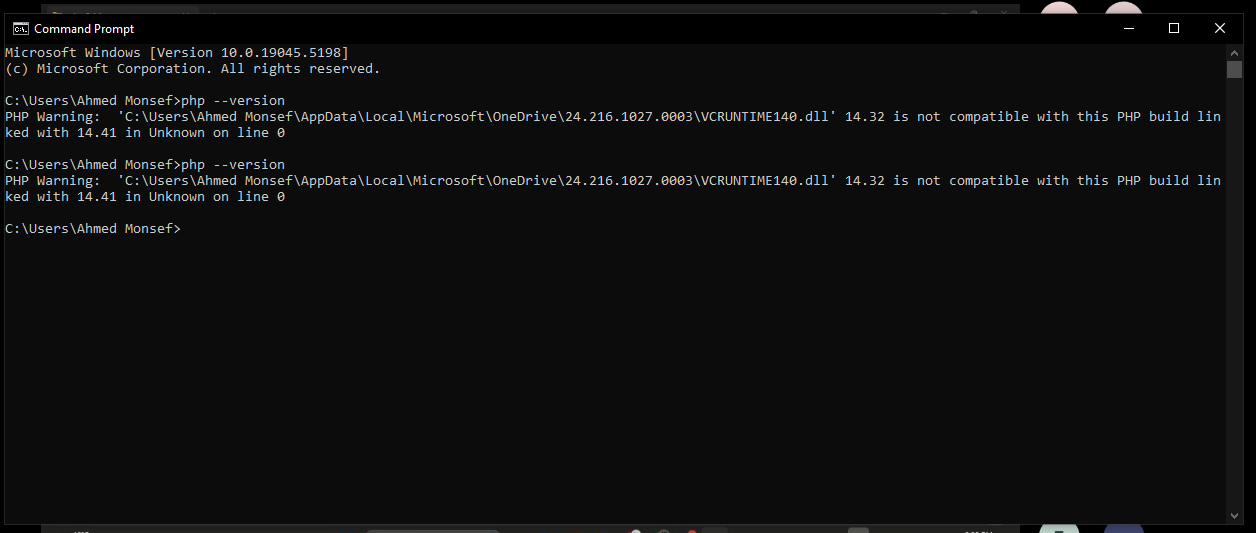 Command Prompt
Microsoft Windows [Version 10.0.19045.5198]
(c) Microsoft Corporation. All rights reserved.
C:\Users\Ahmed Monsef>php --version
PHP Warning:  'C:\Users\Ahmed Monsef\AppData\Local\Microsoft\OneDrive\24.216.1027.0003\VCRUNTIME140.dll' 14.32 is not compatible with this PHP build lin
ked with 14.41 in Unknown on line 0
C:\Users\Ahmed Monsef>php --version
PHP Warning:  'C:\Users\Ahmed Monsef\AppData\Local\Microsoft\OneDrive\24.216.1027.0003\VCRUNTIME140.dll' 14.32 is not compatible with this PHP build lin
ked with 14.41 in Unknown on line 0
C:\Users\Ahmed Monsef>